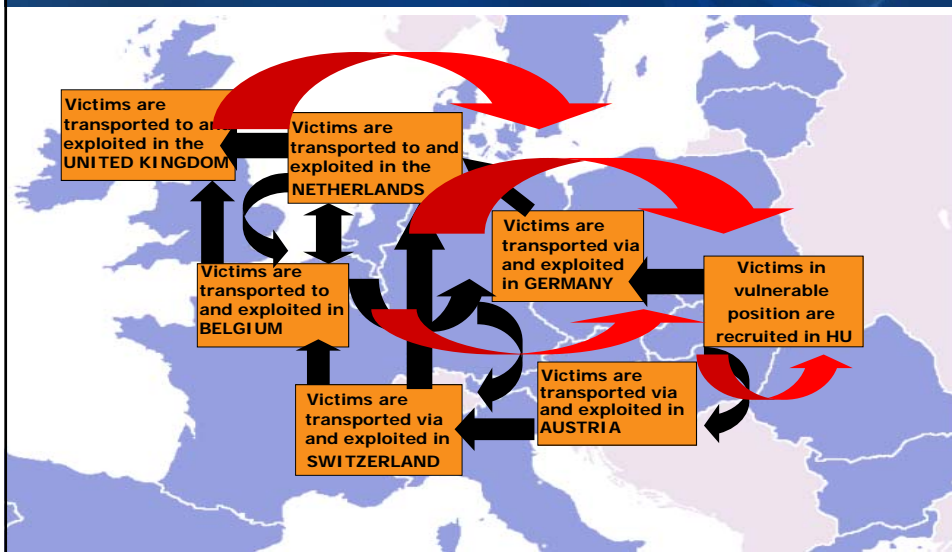 Victims are
transported to and
exploited in the
UNITED KINGDOM
Victims are
transported to and
exploited in the
NETHERLANDS
Victims are
transported via
and exploited
in GERMANY
Victims are
transported to
and exploited in
BELGIUM
Victims in
vulnerable
position are
recruited in HU
Victims are
transported via
and exploited in
SWITZERLAND
Victims are
transported via
and exploited in
AUSTRIA